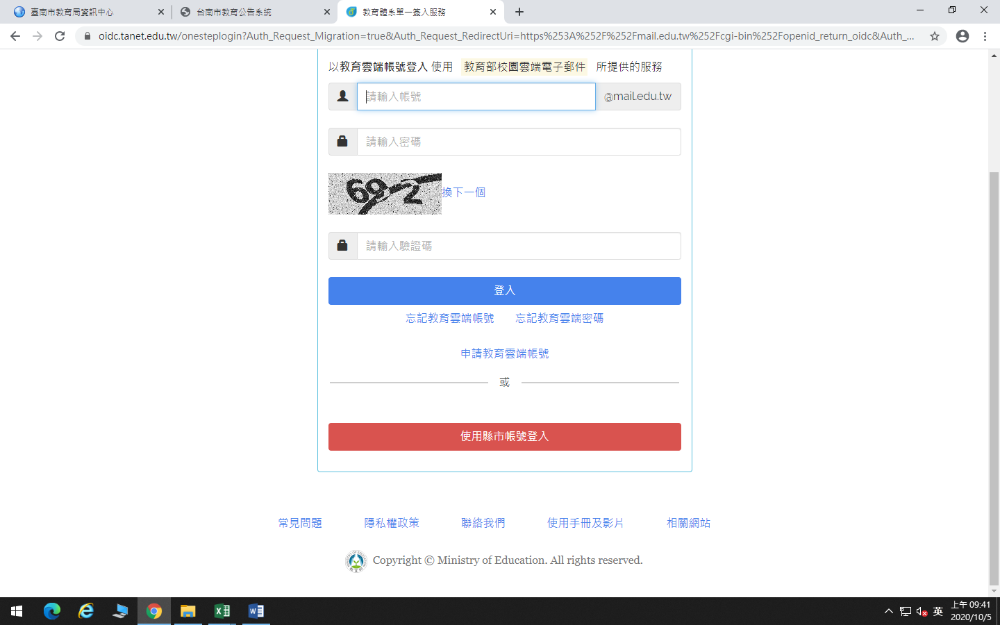 臺南市教育局資訊中心
台南市教育公告系統
教育體系單一簽入服務
oidc.tanet.edu.tw/onesteplogin?Auth_Request_Migration=true&Auth_Request_RedirectUri=https%253A%252F%252Fmail.edu.tw%252Fcgi-bin%252Fopenid_return_oidc&Auth_...
以教育雲端帳號登入 使用 教育部校園雲端電子郵件 所提供的服務
請輸入帳號
@mail.edu.tw
請輸入密碼
換下一個
請輸入驗證碼
登入
忘記教育雲端帳號 忘記教育雲端密碼
申請教育雲端帳號
或
使用縣市帳號登入
常見問題 隱私權政策 聯絡我們 使用手冊及影片 相關網站
Copyright © Ministry of Education. All rights reserved.
英
上午 09:41
2020/10/5